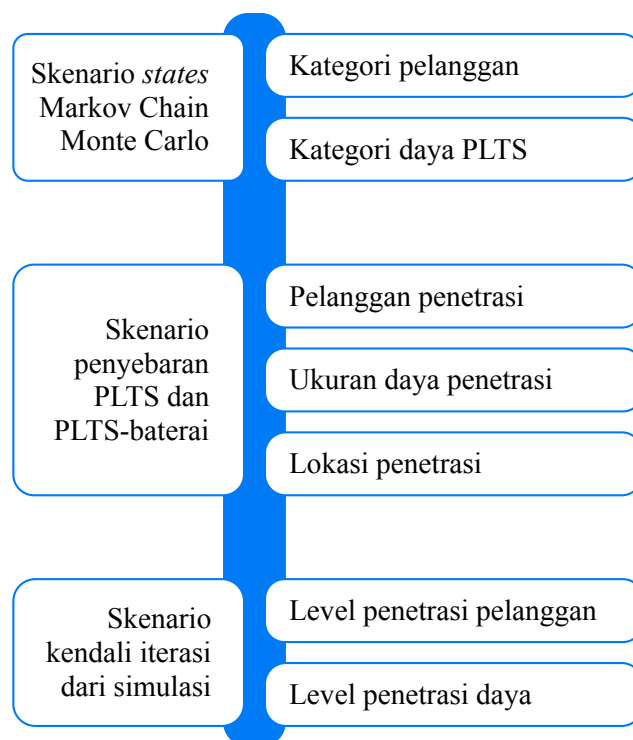 Skenario states
Markov Chain
Monte Carlo
Kategori pelanggan
Kategori daya PLTS
Skenario
penyebaran
PLTS dan
PLTS-baterai
Pelanggan penetrasi
Ukuran daya penetrasi
Lokasi penetrasi
Skenario
kendali iterasi
dari simulasi
Level penetrasi pelanggan
Level penetrasi daya